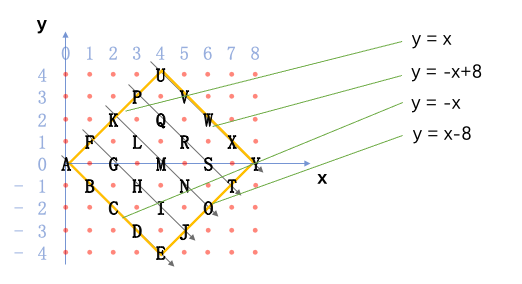 y
0 1 2 3 4 5 6 7 8
y = x
y = -x+8
y = -x
y = x-8
4 U
3 P V
2 K Q W
1 F L R X
0 A G M S Y
x
- 1 B H N T
- 2 C I O
- 3 D J
- 4 E